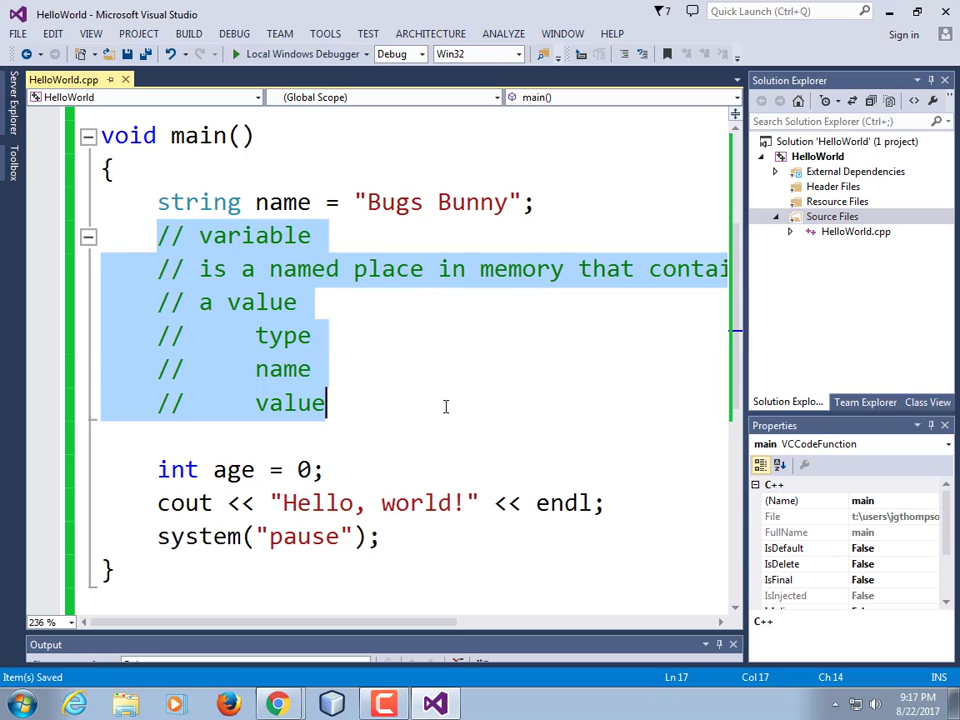 HelloWorld - Microsoft Visual Studio
7
Quick Launch (Ctrl+Q)
FILE EDIT VIEW PROJECT BUILD DEBUG TEAM TOOLS TEST ARCHITECTURE ANALYZE WINDOW HELP
Sign in
Local Windows Debugger Debug Win32
Server Explorer
Toolbox
HelloWorld.cpp
HelloWorld (Global Scope) main()
void main()
{
string name = "Bugs Bunny";
// variable
// is a named place in memory that contai
// a value
// type
// name
// value
int age = 0;
cout << "Hello, world!" << endl;
system("pause");
}
236 %
Output
Solution Explorer
Search Solution Explorer (Ctrl+;)
Solution 'HelloWorld' (1 project)
HelloWorld
External Dependencies
Header Files
Resource Files
Source Files
HelloWorld.cpp
Solution Explo... Team Explorer Class View
Properties
main VCCodeFunction
C++
(Name) main
File t:\users\jgthompso
FullName main
IsDefault False
IsDelete False
IsFinal False
IsInjected False
C++
Item(s) Saved
Ln 17 Col 17 Ch 14 INS
9:17 PM
8/22/2017